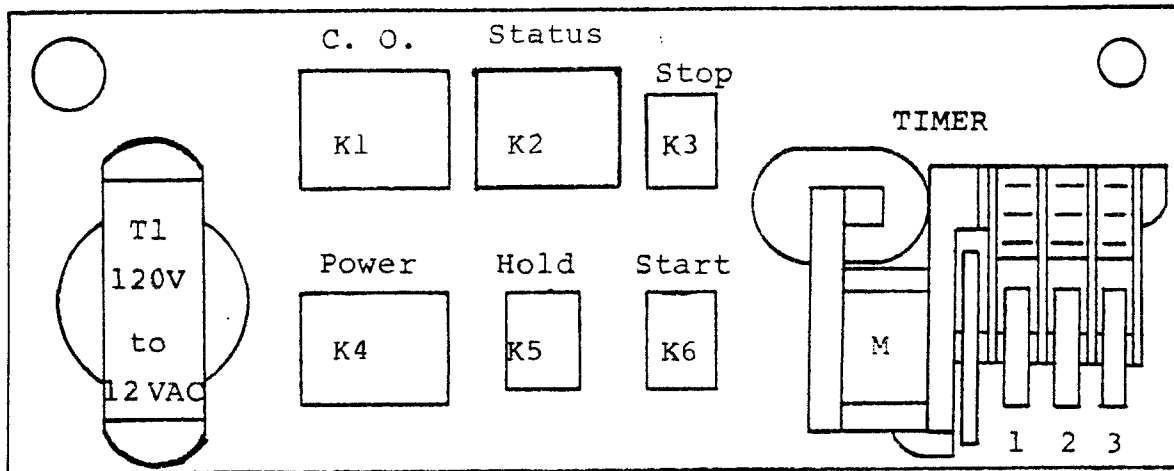 C. O.
Status
Stop
K1
K2
K3
TIMER
T1
120V
to
12 VAC
Power
Hold
Start
K4
K5
K6
M
1
2
3